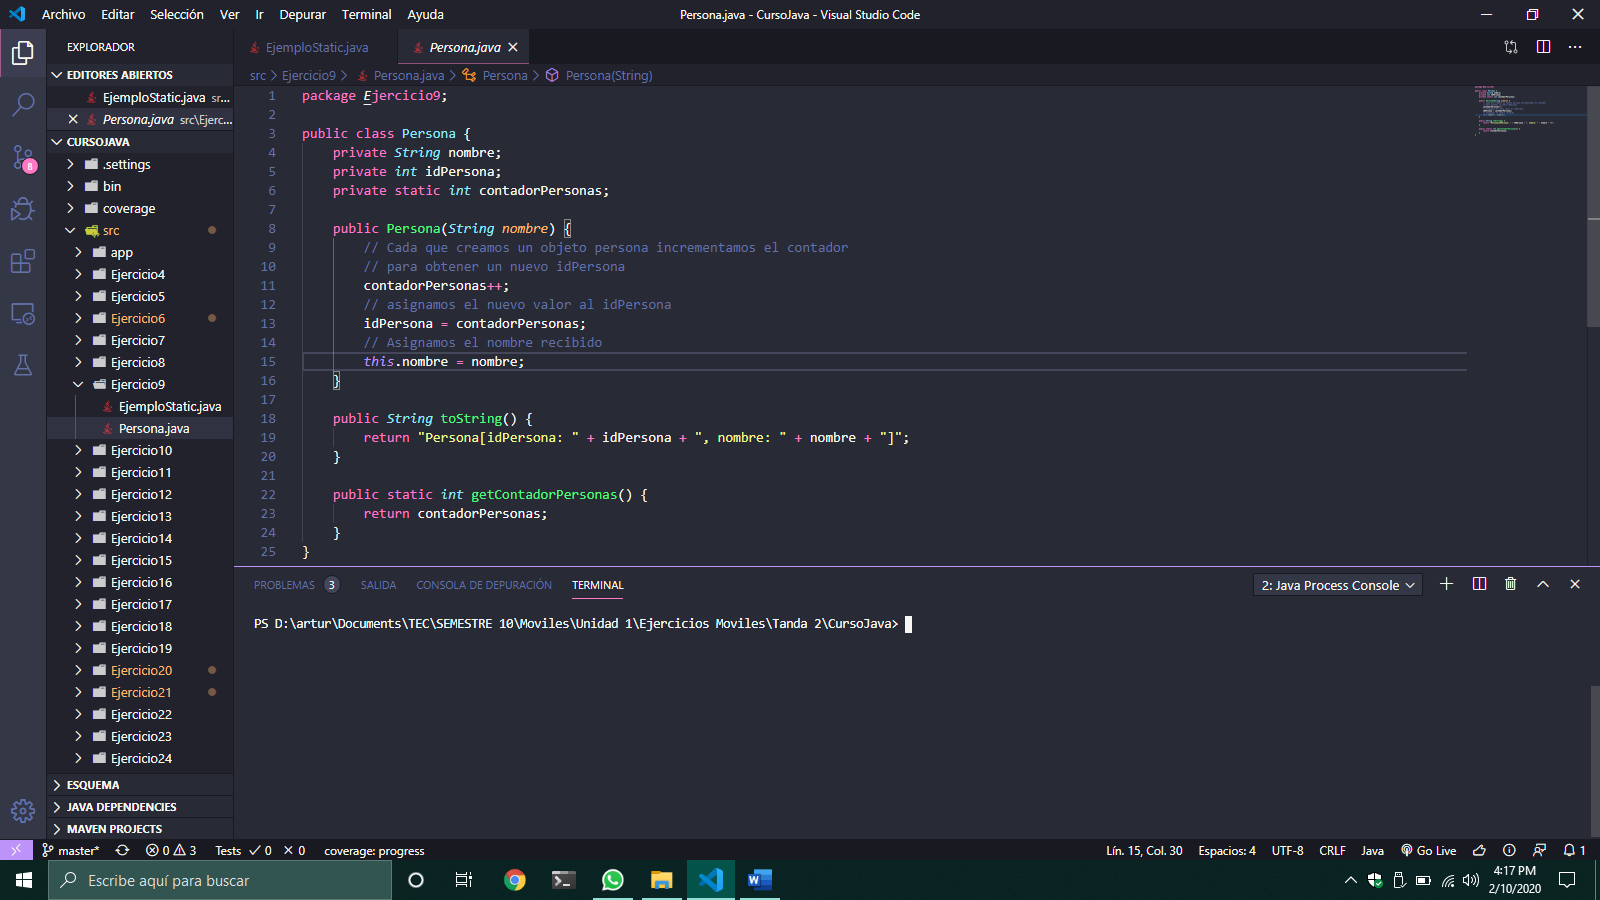 Archivo Editar Selección Ver Ir Depurar Terminal Ayuda
Persona.java - CursoJava - Visual Studio Code
EXPLORADOR
EDITORES ABIERTOS
EjemploStatic.java sr...
Persona.java src\Ejerc...
CURSOJAVA
.settings
bin
coverage
src
app
Ejercicio4
Ejercicio5
Ejercicio6
Ejercicio7
Ejercicio8
Ejercicio9
EjemploStatic.java
Persona.java
Ejercicio10
Ejercicio11
Ejercicio12
Ejercicio13
Ejercicio14
Ejercicio15
Ejercicio16
Ejercicio17
Ejercicio18
Ejercicio19
Ejercicio20
Ejercicio21
Ejercicio22
Ejercicio23
Ejercicio24
ESQUEMA
JAVA DEPENDENCIES
MAVEN PROJECTS
8
EjemploStatic.java Persona.java
src > Ejercicio9 > Persona.java > Persona > Persona(String)
1 package Ejercicio9;
2
3 public class Persona {
4 private String nombre;
5 private int idPersona;
6 private static int contadorPersonas;
7
8 public Persona(String nombre) {
9 // Cada que creamos un objeto persona incrementamos el contador
10 // para obtener un nuevo idPersona
11 contadorPersonas++;
12 // asignamos el nuevo valor al idPersona
13 idPersona = contadorPersonas;
14 // Asignamos el nombre recibido
15 this.nombre = nombre;
16 }
17
18 public String toString() {
19 return "Persona[idPersona: " + idPersona + ", nombre: " + nombre + "]";
20 }
21
22 public static int getContadorPersonas() {
23 return contadorPersonas;
24 }
25 }
PROBLEMAS 3 SALIDA CONSOLA DE DEPURACIÓN TERMINAL
2: Java Process Console
PS D:\artur\Documents\TEC\SEMESTRE 10\Moviles\Unidad 1\Ejercicios Moviles\Tanda 2\CursoJava>
master* 0 3 Tests 0 0 coverage: progress
Lín. 15, Col. 30 Espacios: 4 UTF-8 CRLF Java Go Live 1
Escribe aquí para buscar
4:17 PM
2/10/2020